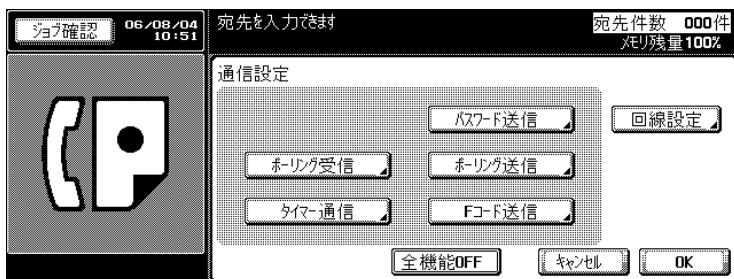 ジョブ確認
06/08/04
10:51
宛先を入力できます
宛先件数 000件
メモリ残量100%
通信設定
パスワード送信
回線設定
ポーリング受信
ポーリング送信
タイマー通信
Fコード送信
全機能OFF
キャンセル
OK